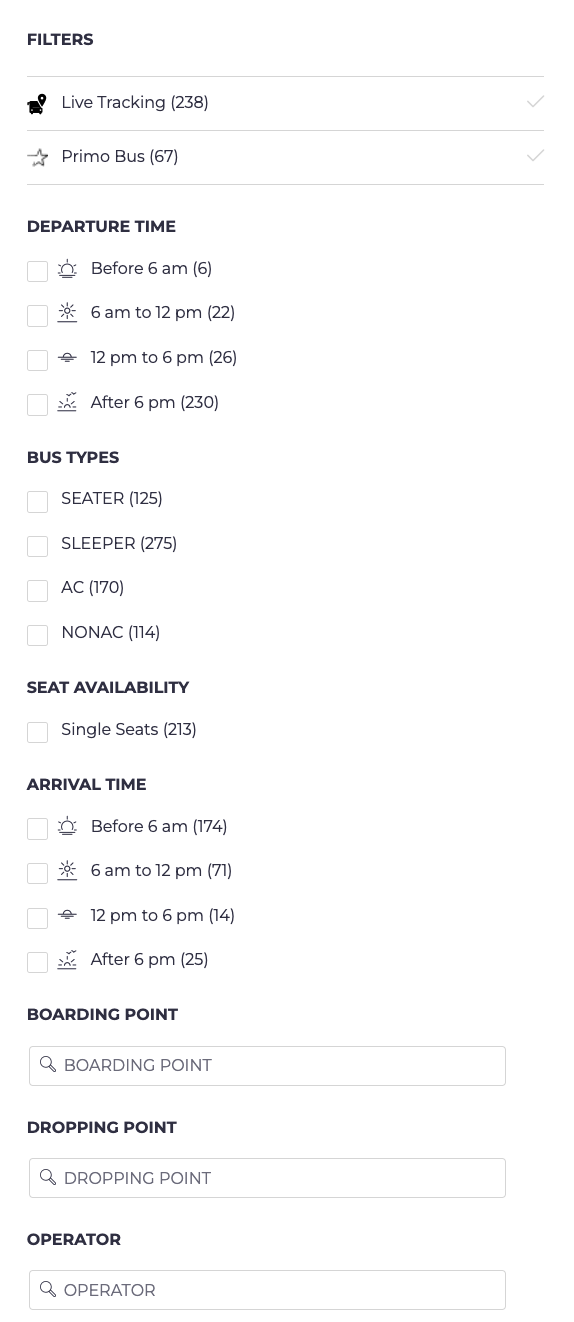 FILTERS
Live Tracking (238)
Primo Bus (67)
DEPARTURE TIME
Before 6 am (6)
6 am to 12 pm (22)
12 pm to 6 pm (26)
After 6 pm (230)
BUS TYPES
SEATER (125)
SLEEPER (275)
AC (170)
NONAC (114)
SEAT AVAILABILITY
Single Seats (213)
ARRIVAL TIME
Before 6 am (174)
6 am to 12 pm (71)
12 pm to 6 pm (14)
After 6 pm (25)
BOARDING POINT
BOARDING POINT
DROPPING POINT
DROPPING POINT
OPERATOR
OPERATOR